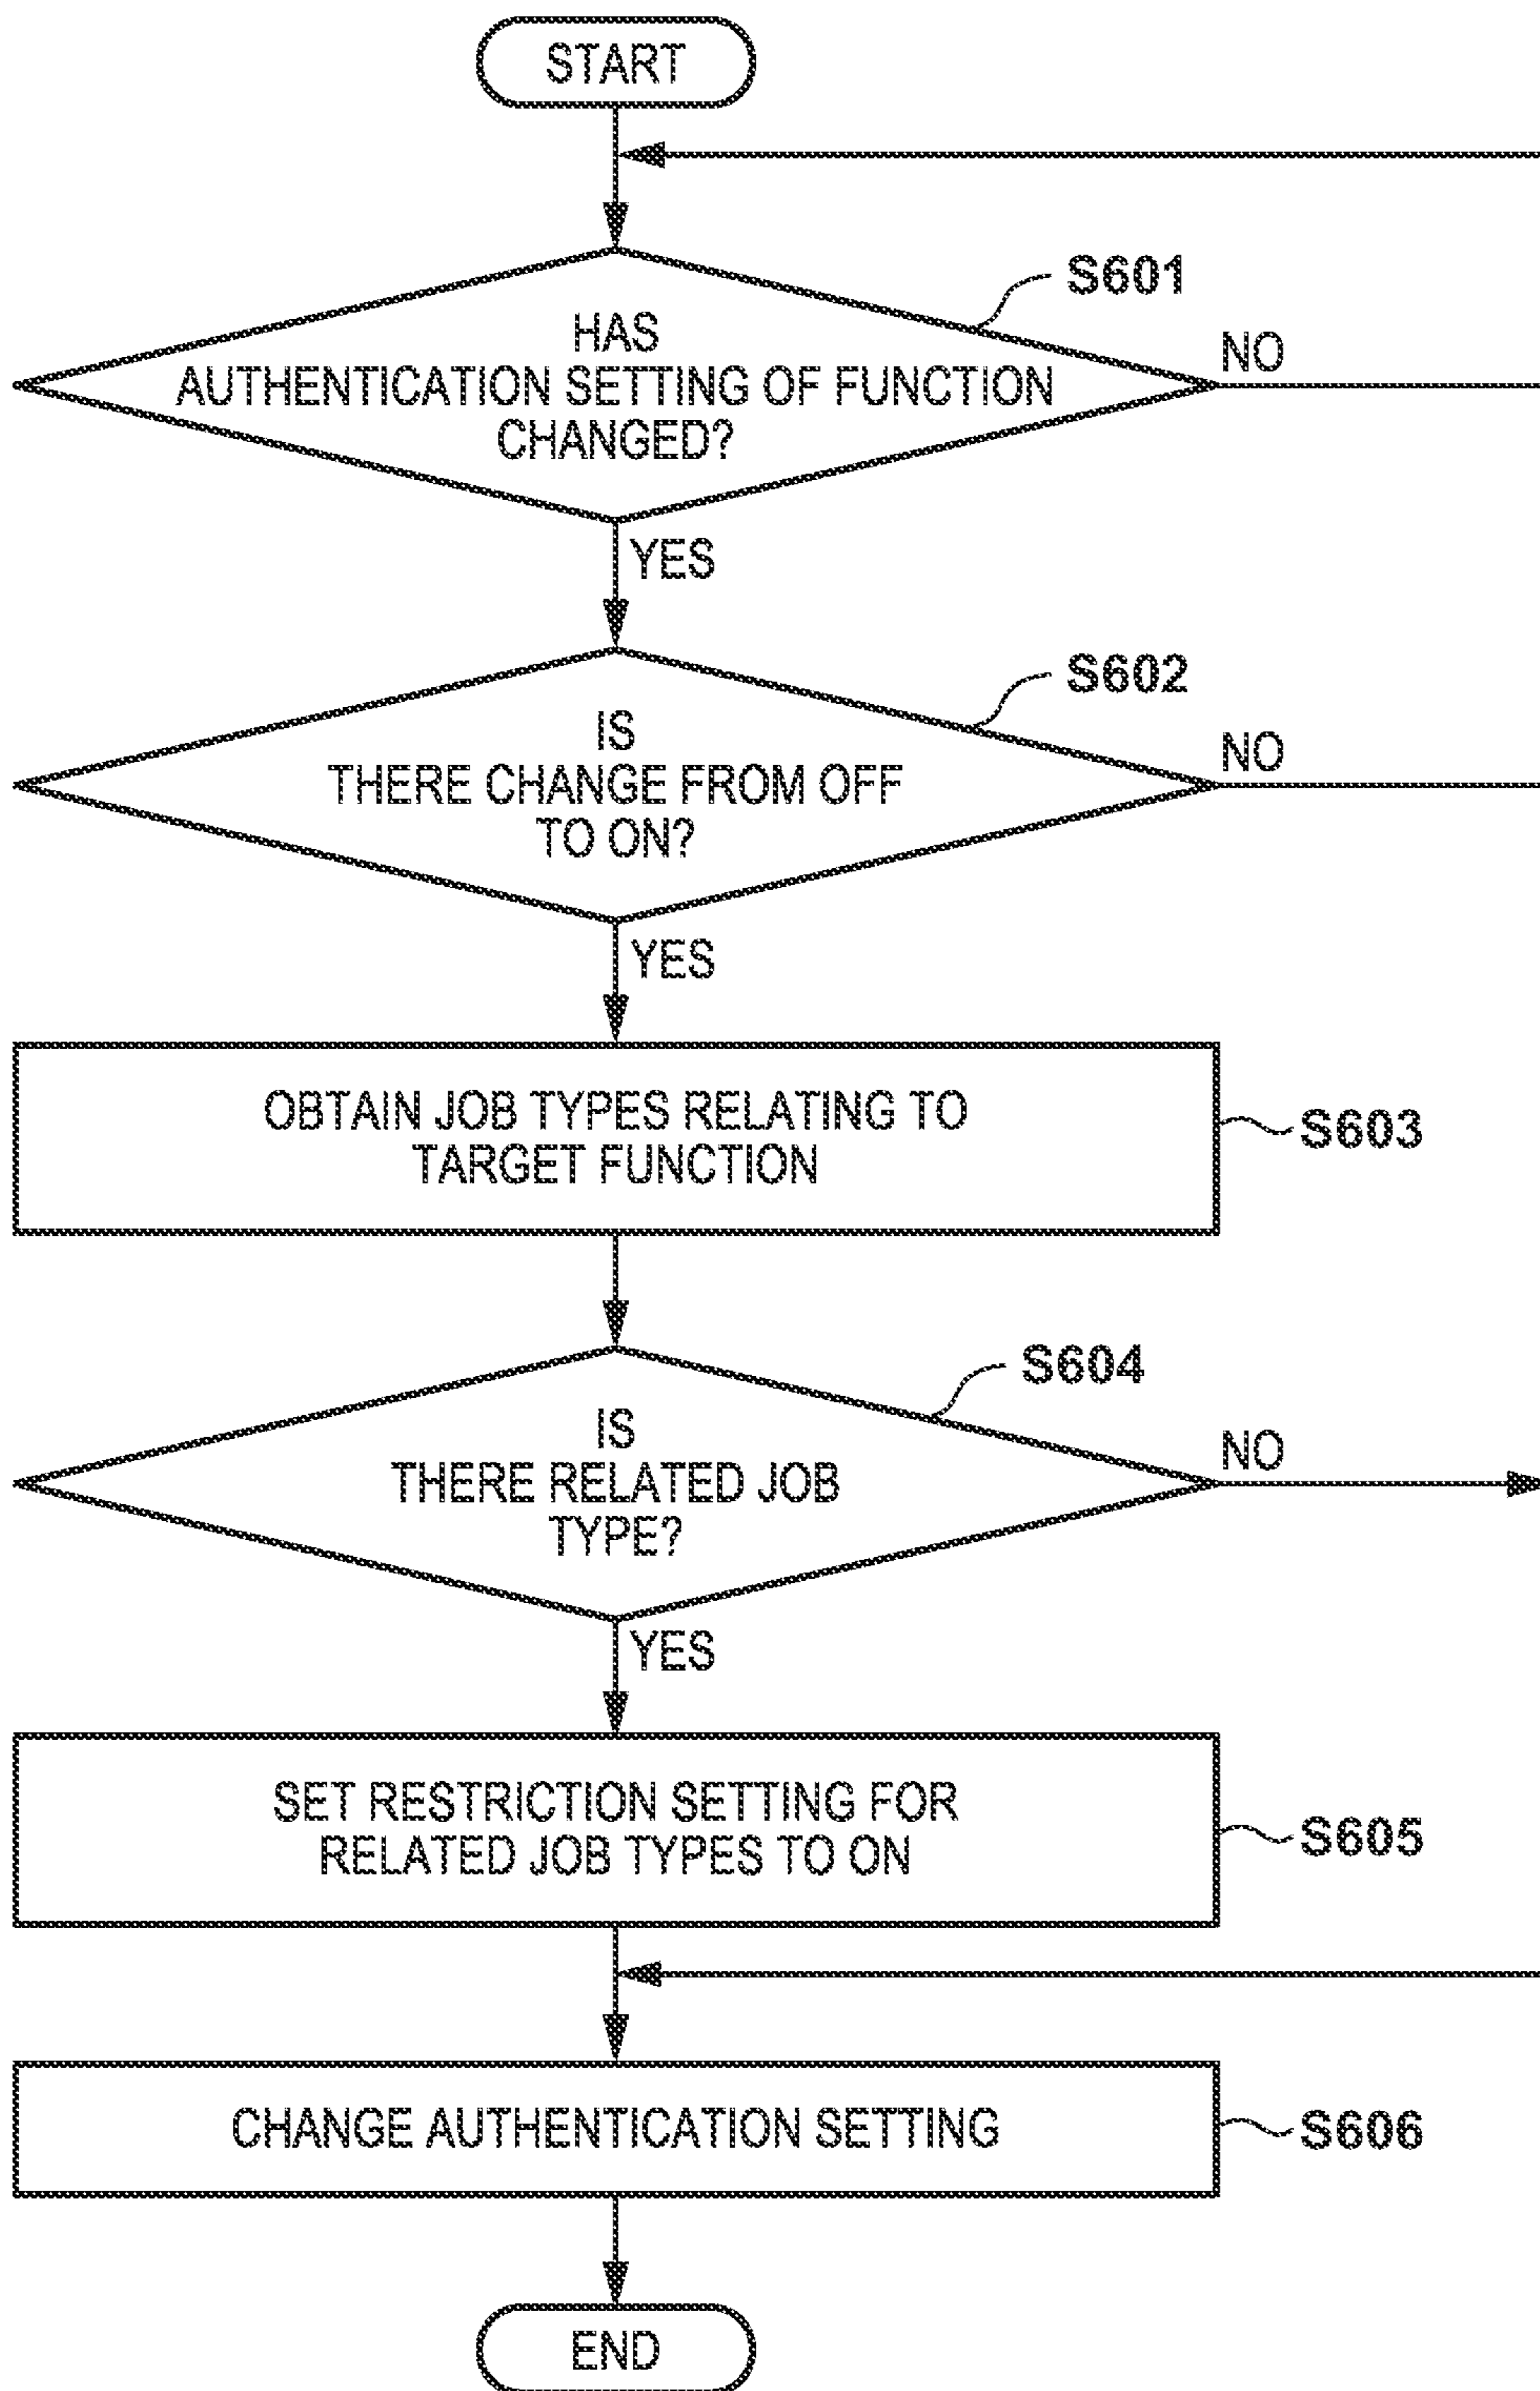 START
S601
HAS
AUTHENTICATION SETTING OF FUNCTION
CHANGED?
NO
YES
S602
IS
THERE CHANGE FROM OFF
TO ON?
NO
YES
OBTAIN JOB TYPES RELATING TO
TARGET FUNCTION
S603
S604
IS
THERE RELATED JOB
TYPE?
NO
YES
SET RESTRICTION SETTING FOR
RELATED JOB TYPES TO ON
S605
CHANGE AUTHENTICATION SETTING
S606
END